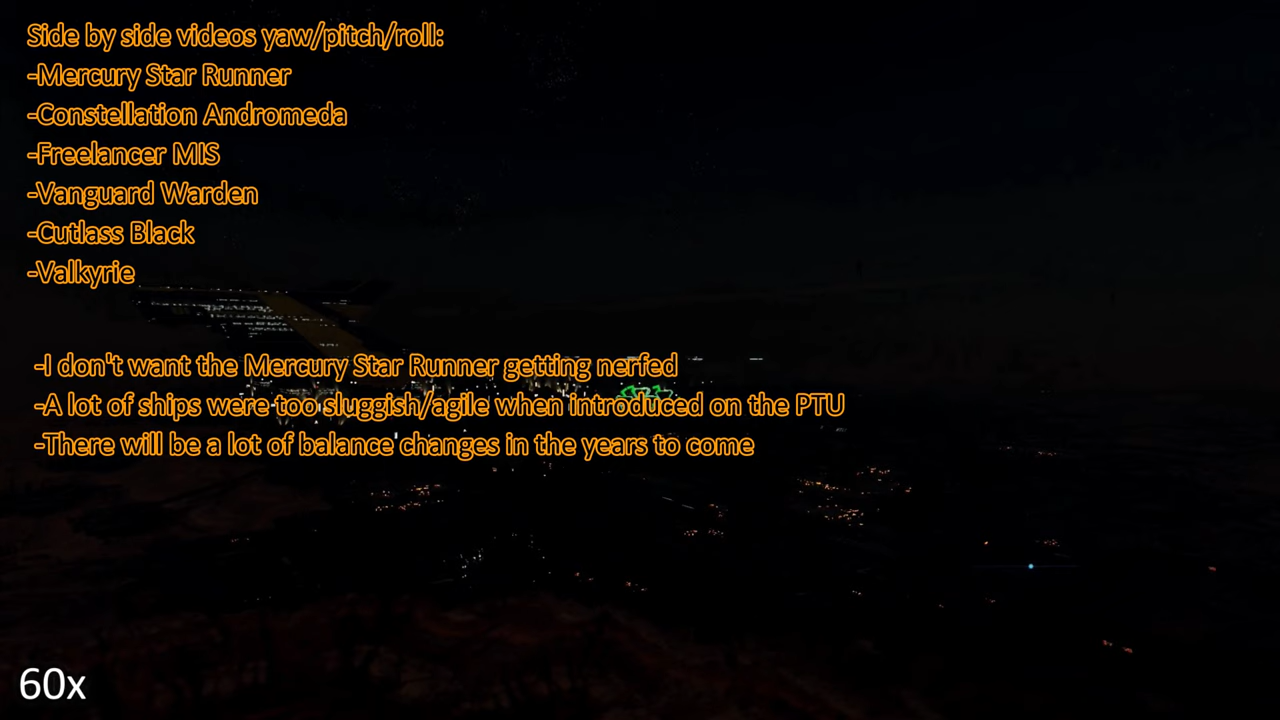 Side by side videos yaw/pitch/roll:
-Mercury Star Runner
-Constellation Andromeda
-Freelancer MIS
-Vanguard Warden
-Cutlass Black
-Valkyrie
-I don't want the Mercury Star Runner getting nerfed
-A lot of ships were too sluggish/agile when introduced on the PTU
-There will be a lot of balance changes in the years to come
60x